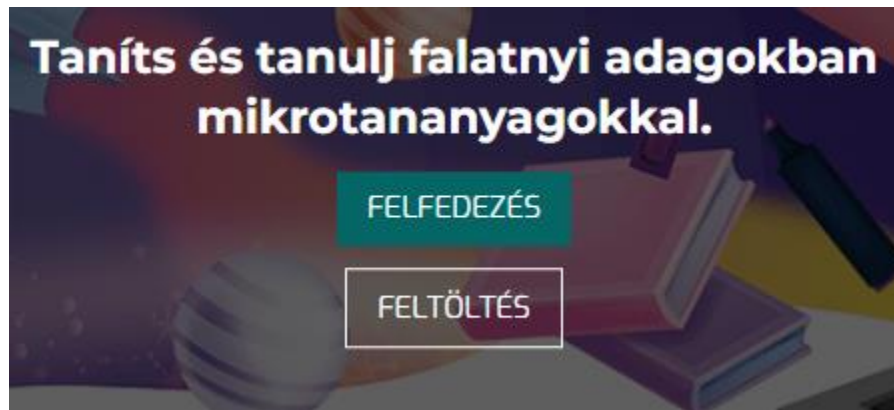 Taníts és tanulj falatnyi adagokban
mikrotananyagokkal.
FELFEDEZÉS
FELTÖLTÉS